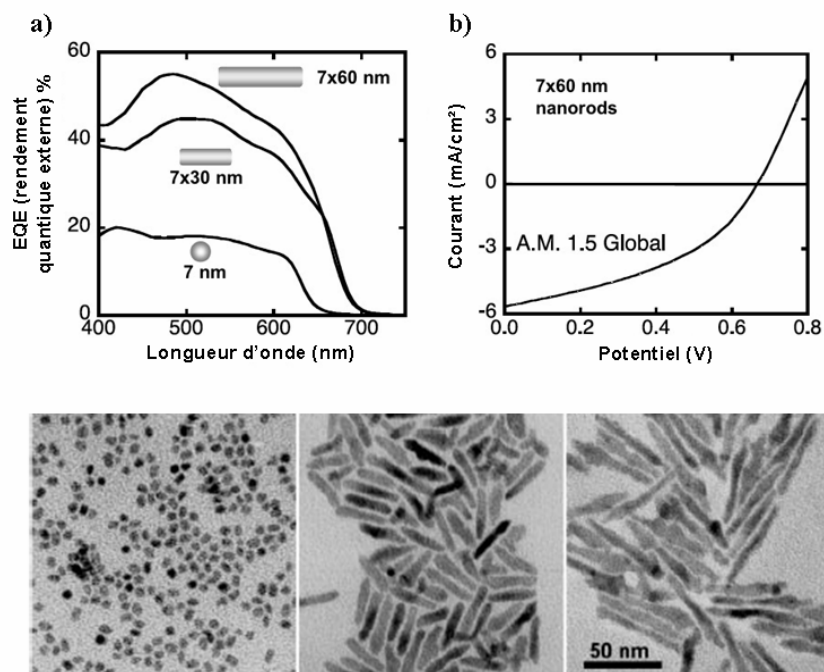 a)
EQE (rendement
quantique externe) %
60
40
20
0
7x60 nm
7x30 nm
7 nm
400
500
600
700
Longueur d'onde (nm)
b)
Courant (mA/cm²)
6
3
0
-3
-6
7x60 nm
nanorods
A.M. 1.5 Global
0.0
0.2
0.4
0.6
0.8
Potentiel (V)
50 nm